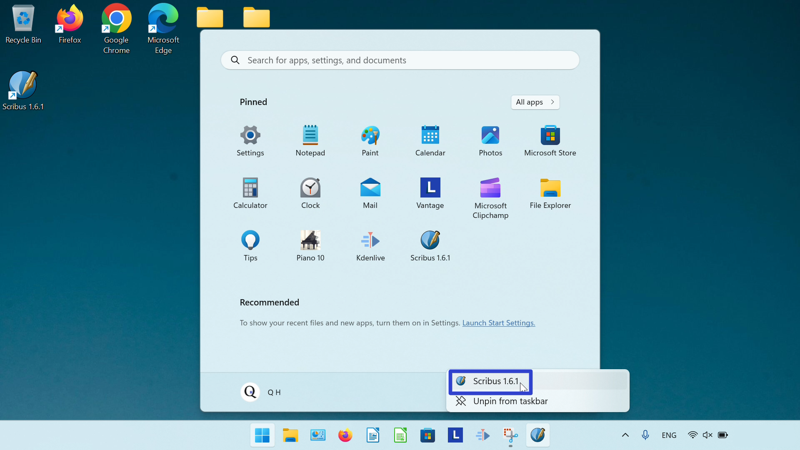 Recycle Bin
Firefox
Google
Chrome
Microsoft
Edge
Scribus 1.6.1
Search for apps, settings, and documents
Pinned
All apps
Settings
Notepad
Paint
Calendar
Photos
Microsoft Store
Calculator
Clock
Mail
L
Vantage
Microsoft
Clipchamp
File Explorer
Tips
Piano 10
Kdenlive
Scribus 1.6.1
Recommended
To show your recent files and new apps, turn them on in Settings. Launch Start Settings.
Q
Q H
Scribus 1.6.1
Unpin from taskbar
L
ENG